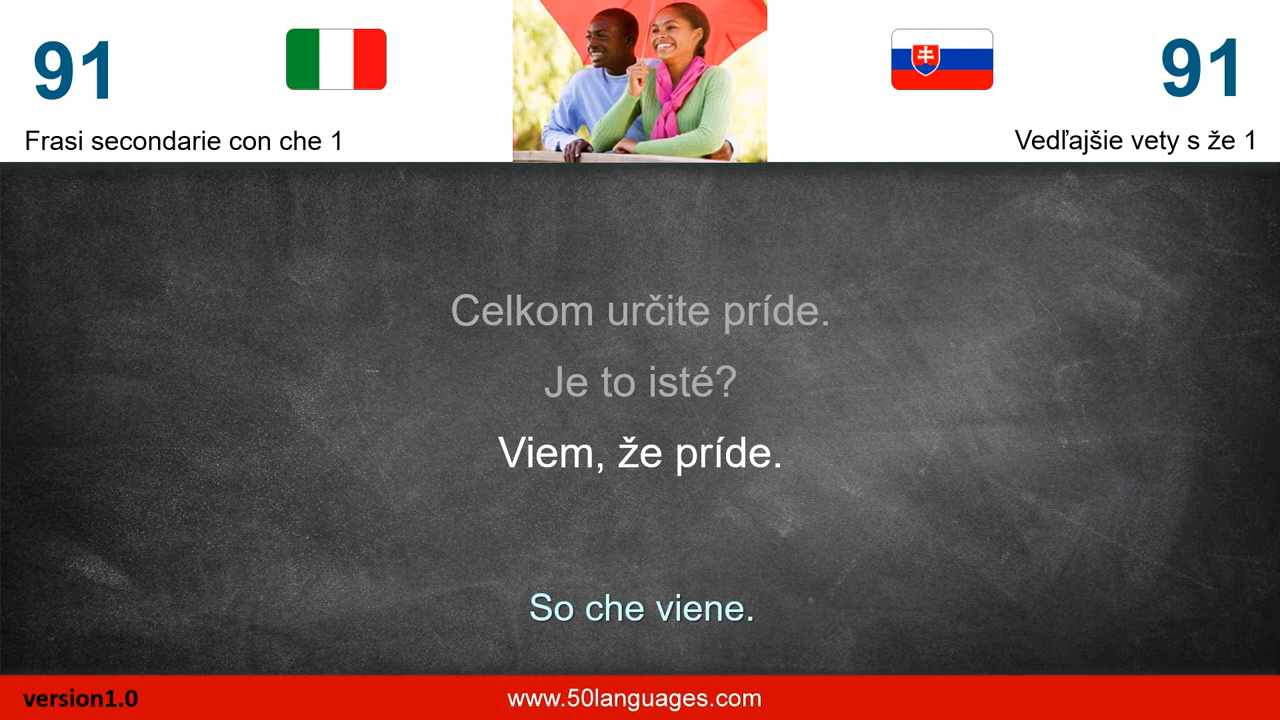 91
91
Frasi secondarie con che 1
Vedľajšie vety s že 1
Celkom určite príde.
Je to isté?
Viem, že príde.
So che viene.
version1.0
www.50languages.com